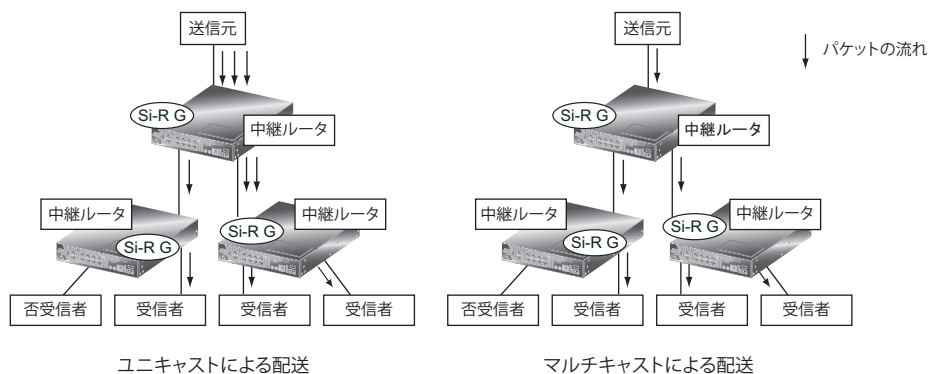 送信元
Si-R G
中継ルータ
中継ルータ
Si-R G
Si-R G
中継ルータ
否受信者
受信者
受信者
受信者
ユニキャストによる配送
送信元
パケットの流れ
Si-R G
中継ルータ
中継ルータ
Si-R G
Si-R G
中継ルータ
否受信者
受信者
受信者
受信者
マルチキャストによる配送